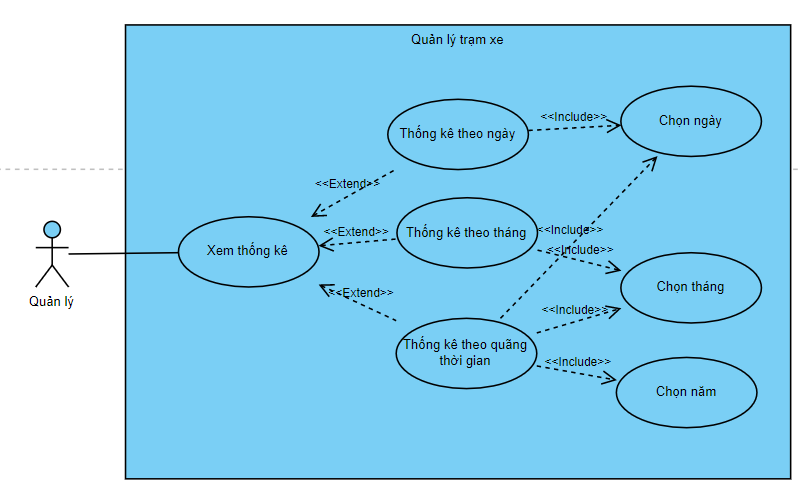 Quản lý trạm xe
Thống kê theo ngày
<<Include>>
Chọn ngày
<<Extend>>
Thống kê theo tháng
<<Extend>>
<<Include>>
<<Include>>
Xem thống kê
Quản lý
<<Extend>>
Chọn tháng
<<Include>>
Thống kê theo quãng
thời gian
<<Include>>
Chọn năm